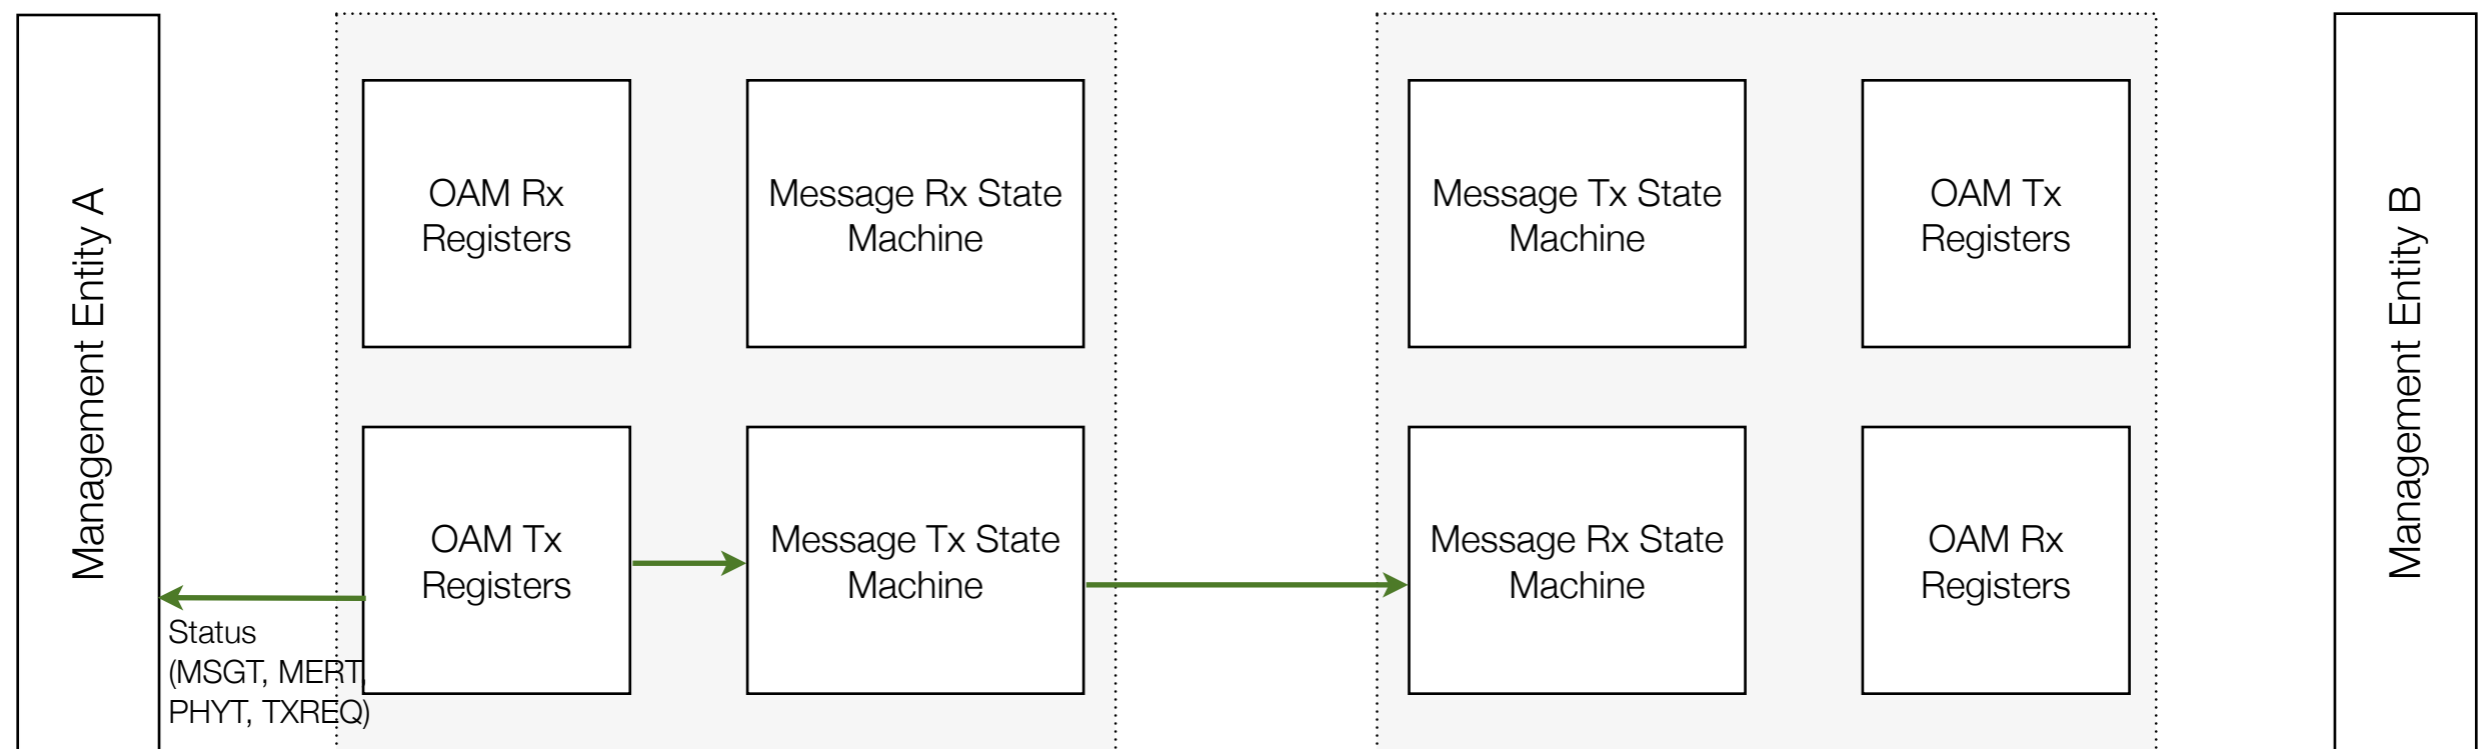 Management Entity A
OAM Rx
Registers
Message Rx State
Machine
Message Tx State
Machine
OAM Tx
Registers
Management Entity B
OAM Tx
Registers
Message Tx State
Machine
Message Rx State
Machine
OAM Rx
Registers
Status
(MSGT, MERT,
PHYT, TXREQ)